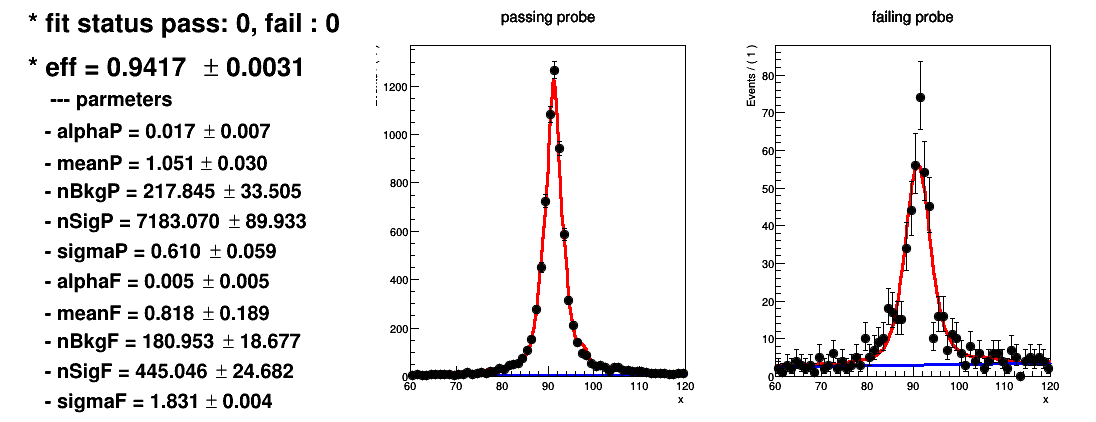 * fit status pass: 0, fail : 0
* eff = 0.9417 ± 0.0031
--- parmeters
- alphaP = 0.017 ± 0.007
- meanP = 1.051 ± 0.030
- nBkgP = 217.845 ± 33.505
- nSigP = 7183.070 ± 89.933
- sigmaP = 0.610 ± 0.059
- alphaF = 0.005 ± 0.005
- meanF = 0.818 ± 0.189
- nBkgF = 180.953 ± 18.677
- nSigF = 445.046 ± 24.682
- sigmaF = 1.831 ± 0.004
passing probe
1200
1000
800
600
400
200
0
60 70 80 90 100 110 120
x
failing probe
Events / ( 1 )
80
70
60
50
40
30
20
10
0
60 70 80 90 100 110 120
x